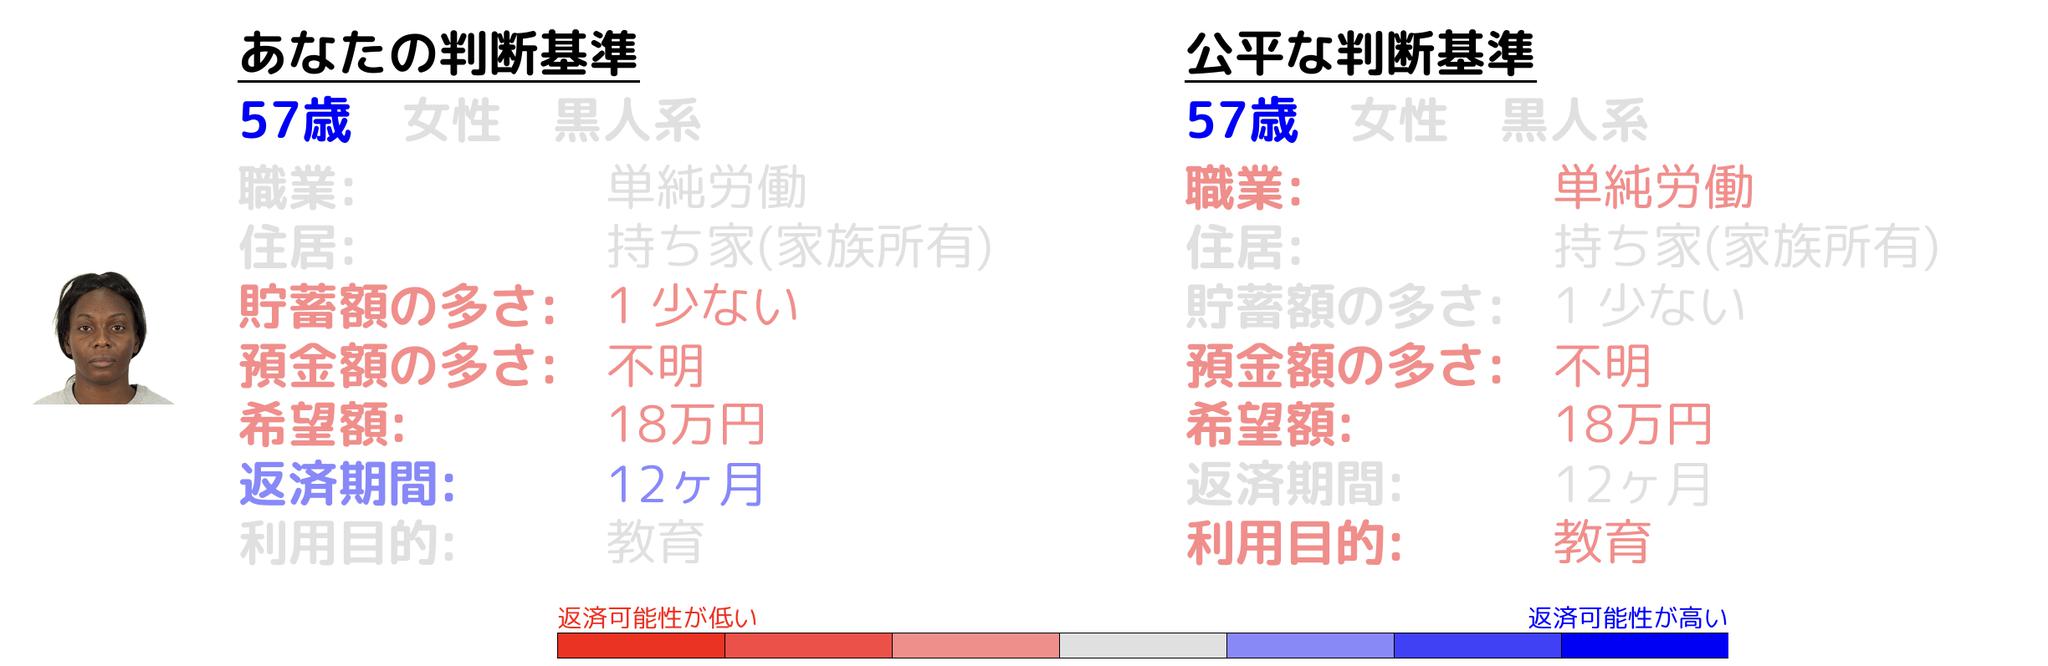 あなたの判断基準
57歳 女性 黒人系
職業: 単純労働
住居: 持ち家(家族所有)
貯蓄額の多さ: 1 少ない
預金額の多さ: 不明
希望額: 18万円
返済期間: 12ヶ月
利用目的: 教育
公平な判断基準
57歳 女性 黒人系
職業: 単純労働
住居: 持ち家(家族所有)
貯蓄額の多さ: 1 少ない
預金額の多さ: 不明
希望額: 18万円
返済期間: 12ヶ月
利用目的: 教育
返済可能性が低い
返済可能性が高い